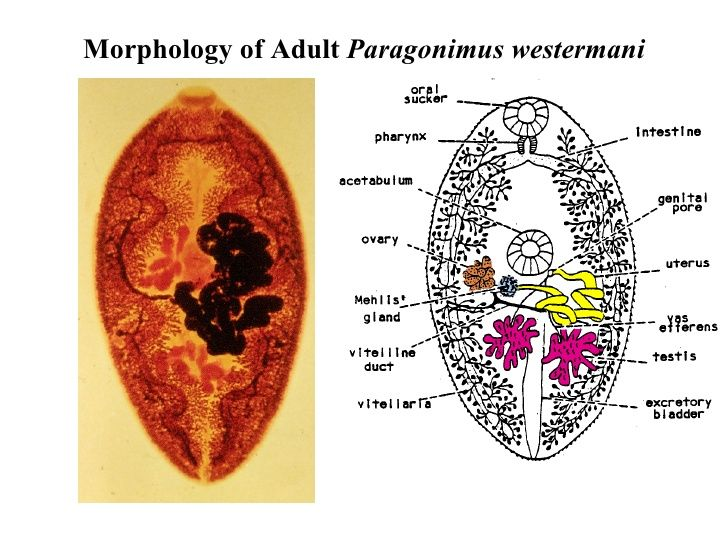 Morphology of Adult Paragonimus westermani
oral
sucker
pharynx
intestine
acetabulum
genital
pore
ovary
uterus
Mehlis'
gland
vas
efferens
vitelline
duct
testis
vitellaria
excretory
bladder